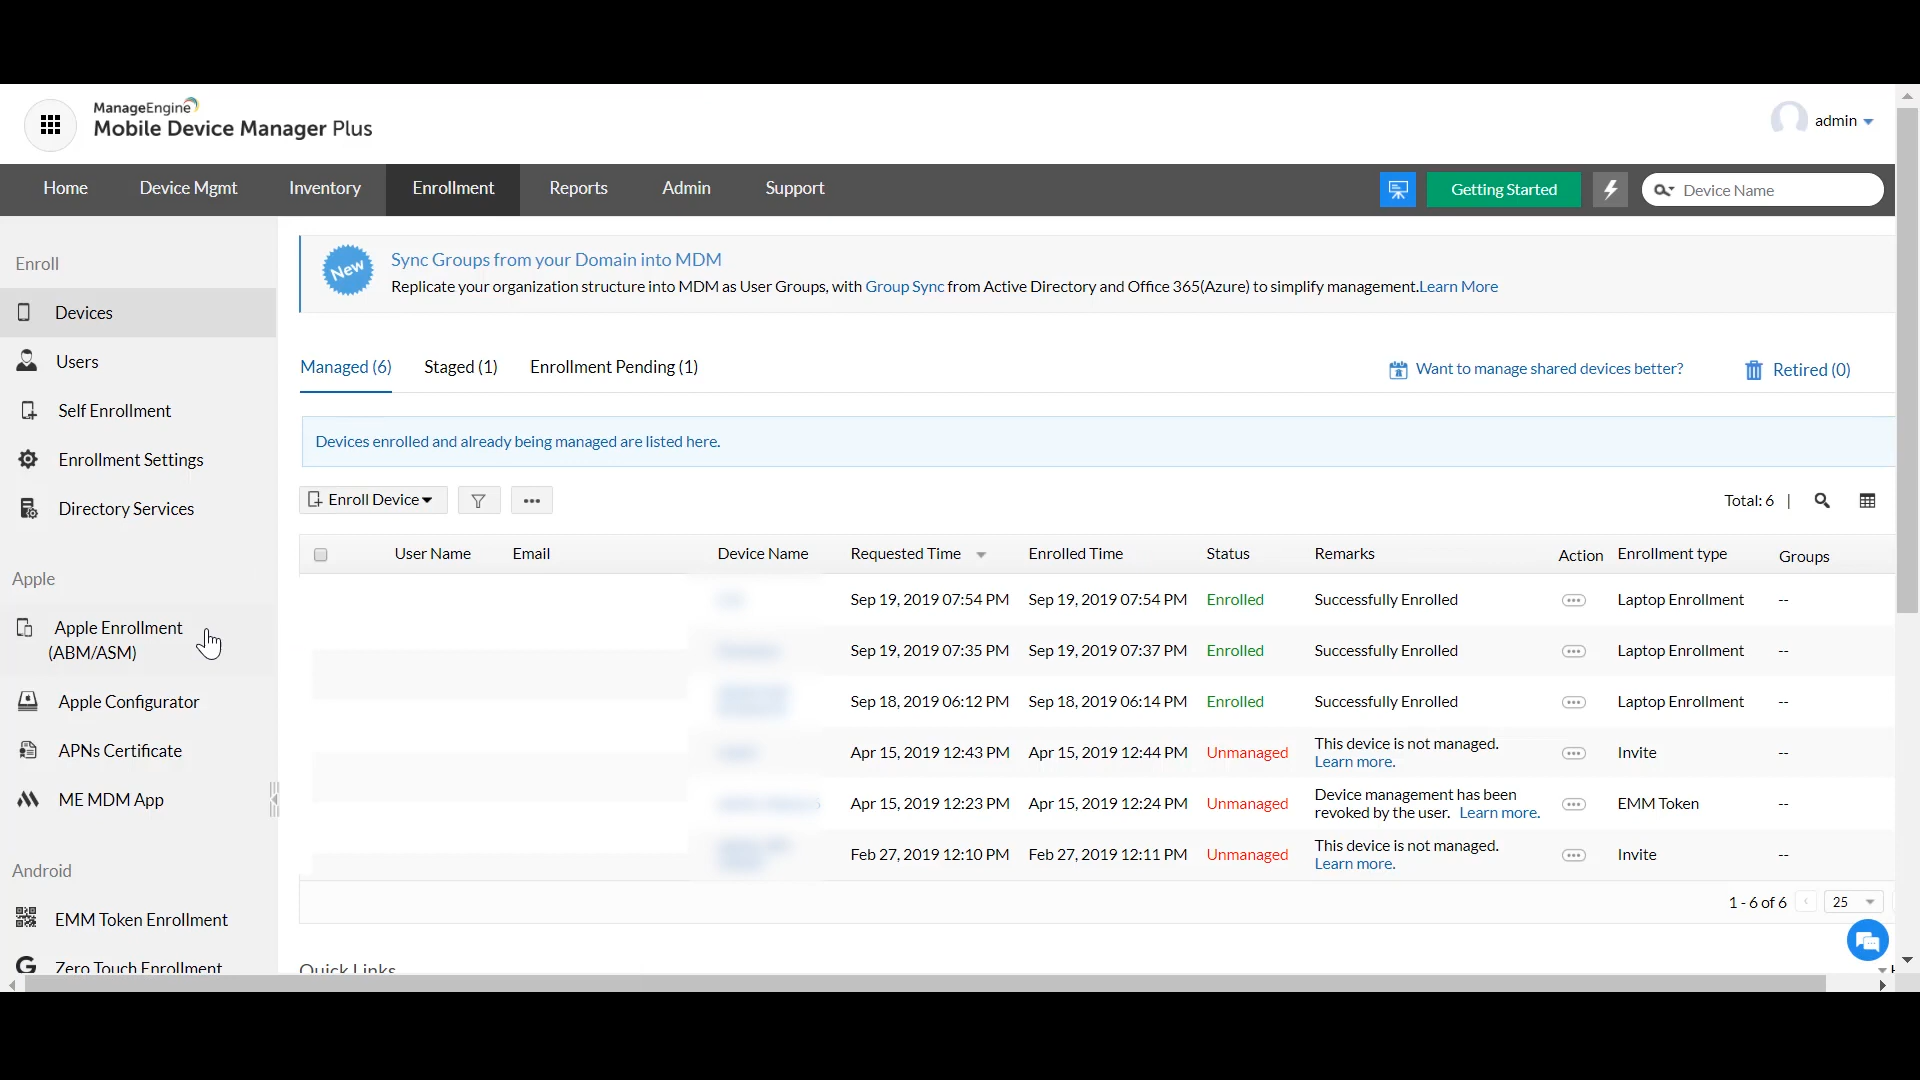 ManageEngine
Mobile Device Manager Plus
admin
Home Device Mgmt Inventory Enrollment Reports Admin Support Getting Started Device Name
Enroll
Devices
Users
Self Enrollment
Enrollment Settings
Directory Services
Apple
Apple Enrollment
(ABM/ASM)
Apple Configurator
APNs Certificate
ME MDM App
Android
EMM Token Enrollment
Zero Touch Enrollment
New
Sync Groups from your Domain into MDM
Replicate your organization structure into MDM as User Groups, with Group Sync from Active Directory and Office 365(Azure) to simplify management.Learn More
Managed (6) Staged (1) Enrollment Pending (1) Want to manage shared devices better? Retired (0)
Devices enrolled and already being managed are listed here.
Enroll Device Total: 6 |
User Name Email Device Name Requested Time Enrolled Time Status Remarks Action Enrollment type Groups
Sep 19, 2019 07:54 PM Sep 19, 2019 07:54 PM Enrolled Successfully Enrolled Laptop Enrollment --
Sep 19, 2019 07:35 PM Sep 19, 2019 07:37 PM Enrolled Successfully Enrolled Laptop Enrollment --
Sep 18, 2019 06:12 PM Sep 18, 2019 06:14 PM Enrolled Successfully Enrolled Laptop Enrollment --
Apr 15, 2019 12:43 PM Apr 15, 2019 12:44 PM Unmanaged This device is not managed. Invite --
Learn more.
Apr 15, 2019 12:23 PM Apr 15, 2019 12:24 PM Unmanaged Device management has been EMM Token --
revoked by the user. Learn more.
Feb 27, 2019 12:10 PM Feb 27, 2019 12:11 PM Unmanaged This device is not managed. Invite --
Learn more.
1 - 6 of 6 25
Quick Links